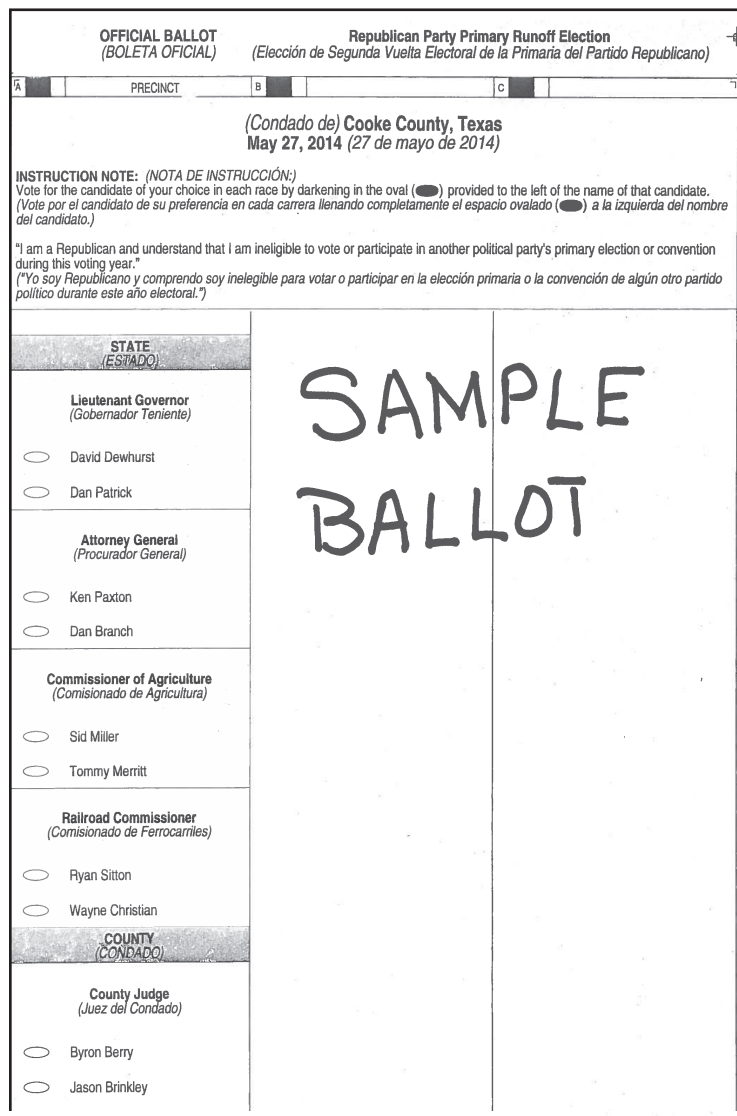 OFFICIAL BALLOT
(BOLETA OFICIAL)
Republican Party Primary Runoff Election
(Elección de Segunda Vuelta Electoral de la Primaria del Partido Republicano)
A PRECINCT B C
(Condado de) Cooke County, Texas
May 27, 2014 (27 de mayo de 2014)
INSTRUCTION NOTE: (NOTA DE INSTRUCCIÓN:)
Vote for the candidate of your choice in each race by darkening in the oval () provided to the left of the name of that candidate.
(Vote por el candidato de su preferencia en cada carrera llenando completamente el espacio ovalado () a la izquierda del nombre
del candidato.)
"I am a Republican and understand that I am ineligible to vote or participate in another political party's primary election or convention
during this voting year."
("Yo soy Republicano y comprendo soy inelegible para votar o participar en la elección primaria o la convención de algún otro partido
político durante este año electoral.")
STATE
(ESTADO)
Lieutenant Governor
(Gobernador Teniente)
David Dewhurst
Dan Patrick
Attorney General
(Procurador General)
Ken Paxton
Dan Branch
Commissioner of Agriculture
(Comisionado de Agricultura)
Sid Miller
Tommy Merritt
Railroad Commissioner
(Comisionado de Ferrocarriles)
Ryan Sitton
Wayne Christian
COUNTY
(CONDADO)
County Judge
(Juez del Condado)
Byron Berry
Jason Brinkley
SAMPLE
BALLOT